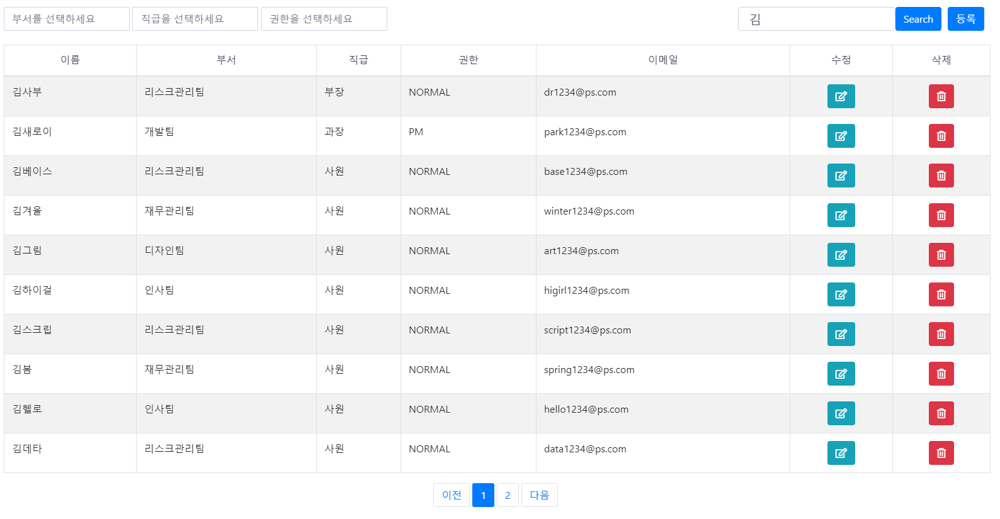 부서를 선택하세요 직급을 선택하세요 권한을 선택하세요 김 Search 등록
이름 부서 직급 권한 이메일 수정 삭제
김사부 리스크관리팀 부장 NORMAL dr1234@ps.com
김새로이 개발팀 과장 PM park1234@ps.com
김베이스 리스크관리팀 사원 NORMAL base1234@ps.com
김겨울 재무관리팀 사원 NORMAL winter1234@ps.com
김그림 디자인팀 사원 NORMAL art1234@ps.com
김하이걸 인사팀 사원 NORMAL higirl1234@ps.com
김스크립 리스크관리팀 사원 NORMAL script1234@ps.com
김봄 재무관리팀 사원 NORMAL spring1234@ps.com
김헬로 인사팀 사원 NORMAL hello1234@ps.com
김데타 리스크관리팀 사원 NORMAL data1234@ps.com
이전 1 2 다음